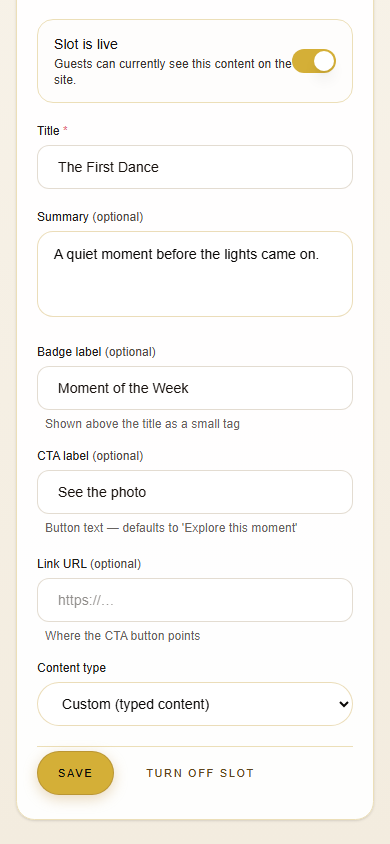 Slot is live
Guests can currently see this content on the
site.
Title *
The First Dance
Summary (optional)
A quiet moment before the lights came on.
Badge label (optional)
Moment of the Week
Shown above the title as a small tag
CTA label (optional)
See the photo
Button text — defaults to 'Explore this moment'
Link URL (optional)
https://...
Where the CTA button points
Content type
Custom (typed content)
SAVE
TURN OFF SLOT